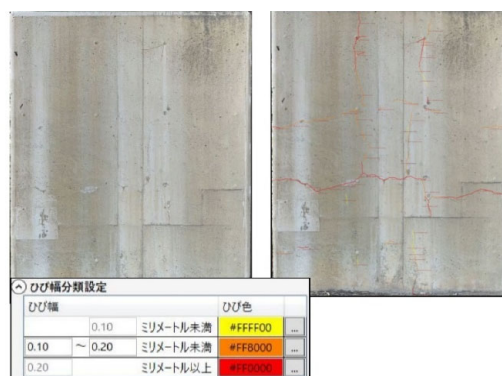 ひび幅分類設定
ひび幅 ひび色
0.10 ミリメートル未満 #FFFF00 ...
0.10 ～ 0.20 ミリメートル未満 #FF8000 ...
0.20 ミリメートル以上 #FF0000 ...